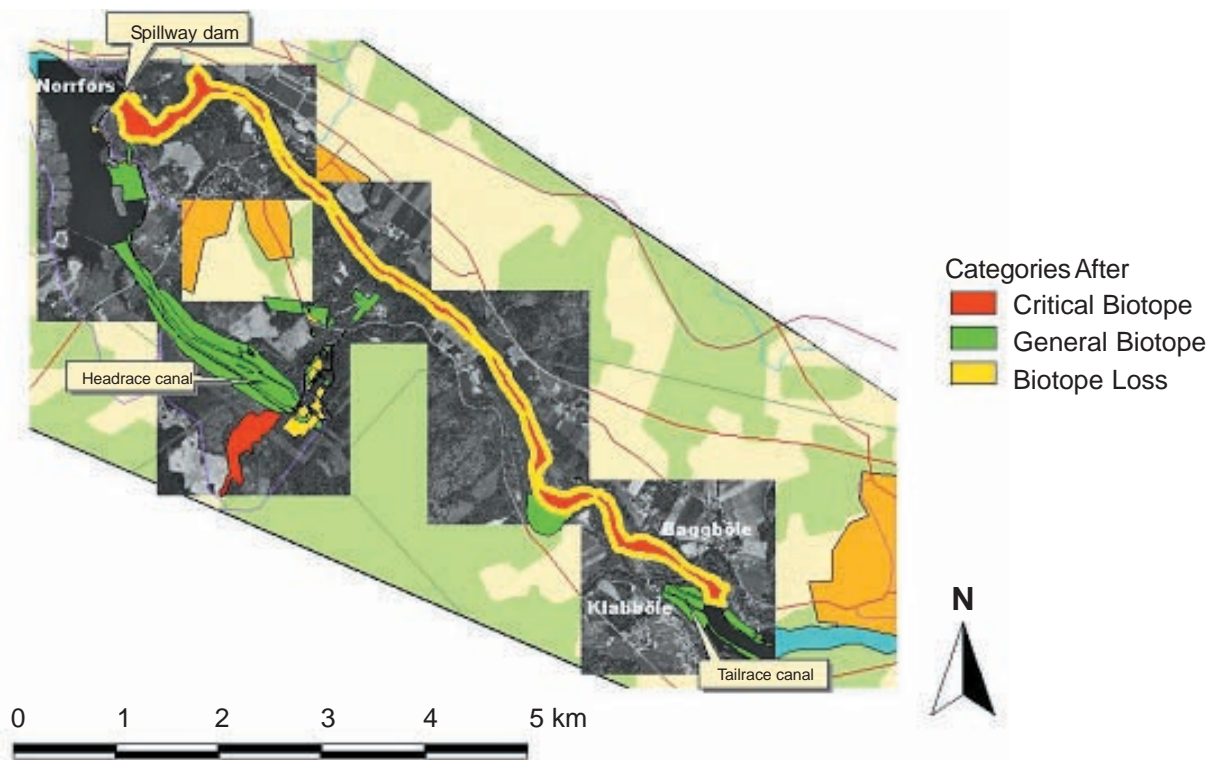 Spillway dam
Norrfors
Headrace canal
Baggböle
Klabböle
Tailrace canal
Categories After
Critical Biotope
General Biotope
Biotope Loss
N
0 1 2 3 4 5 km